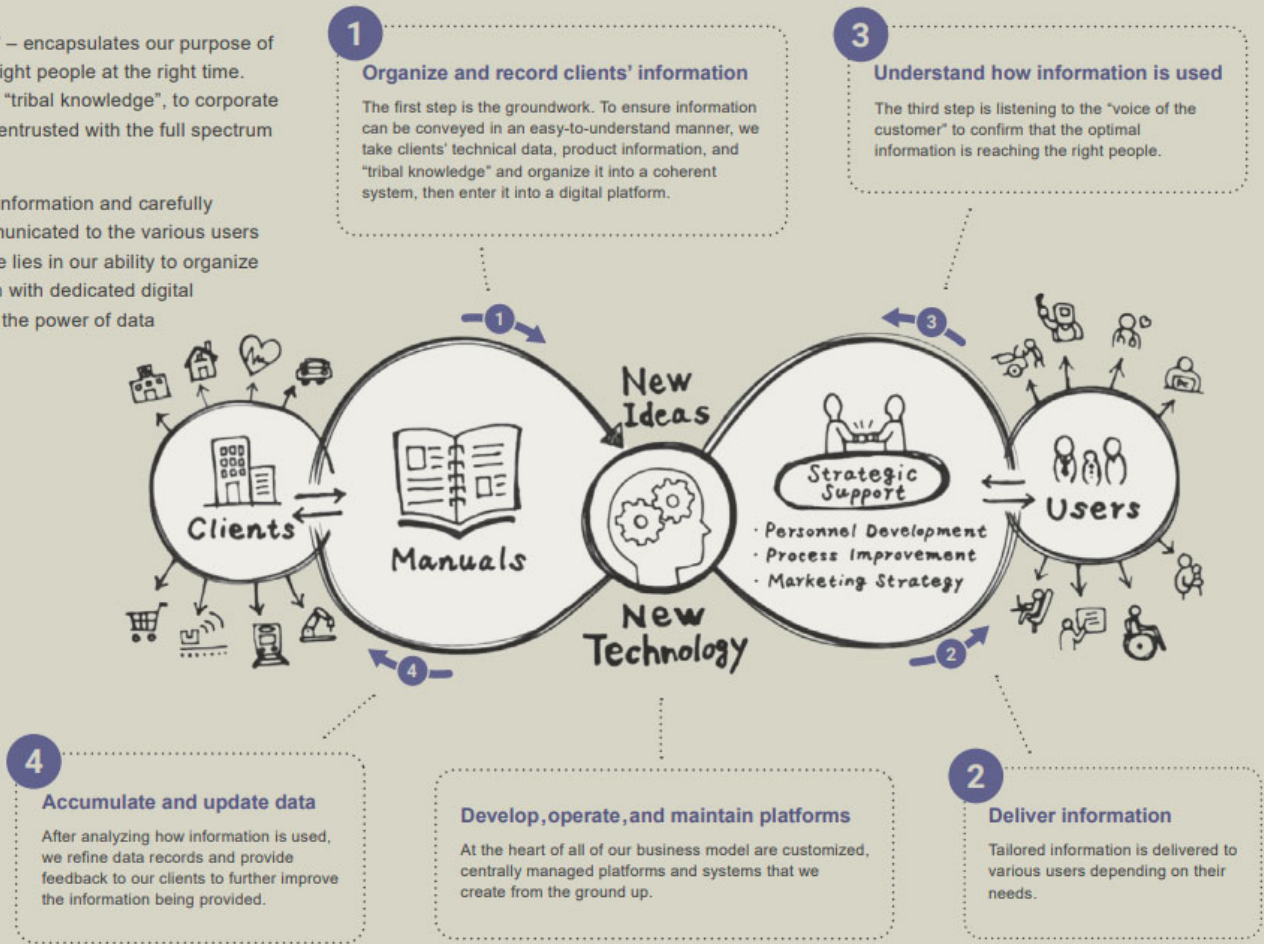 – encapsulates our purpose of
ight people at the right time.
"tribal knowledge", to corporate
entrusted with the full spectrum
nformation and carefully
municated to the various users
e lies in our ability to organize
with dedicated digital
the power of data
1
Organize and record clients' information
The first step is the groundwork. To ensure information
can be conveyed in an easy-to-understand manner, we
take clients' technical data, product information, and
"tribal knowledge" and organize it into a coherent
system, then enter it into a digital platform.
3
Understand how information is used
The third step is listening to the "voice of the
customer" to confirm that the optimal
information is reaching the right people.
1
3
New
Ideas
Clients
Manuals
Strategic
Support
· Personnel Development
· Process Improvement
· Marketing Strategy
Users
New
Technology
4
2
4
Accumulate and update data
After analyzing how information is used,
we refine data records and provide
feedback to our clients to further improve
the information being provided.
Develop,operate,and maintain platforms
At the heart of all of our business model are customized,
centrally managed platforms and systems that we
create from the ground up.
2
Deliver information
Tailored information is delivered to
various users depending on their
needs.